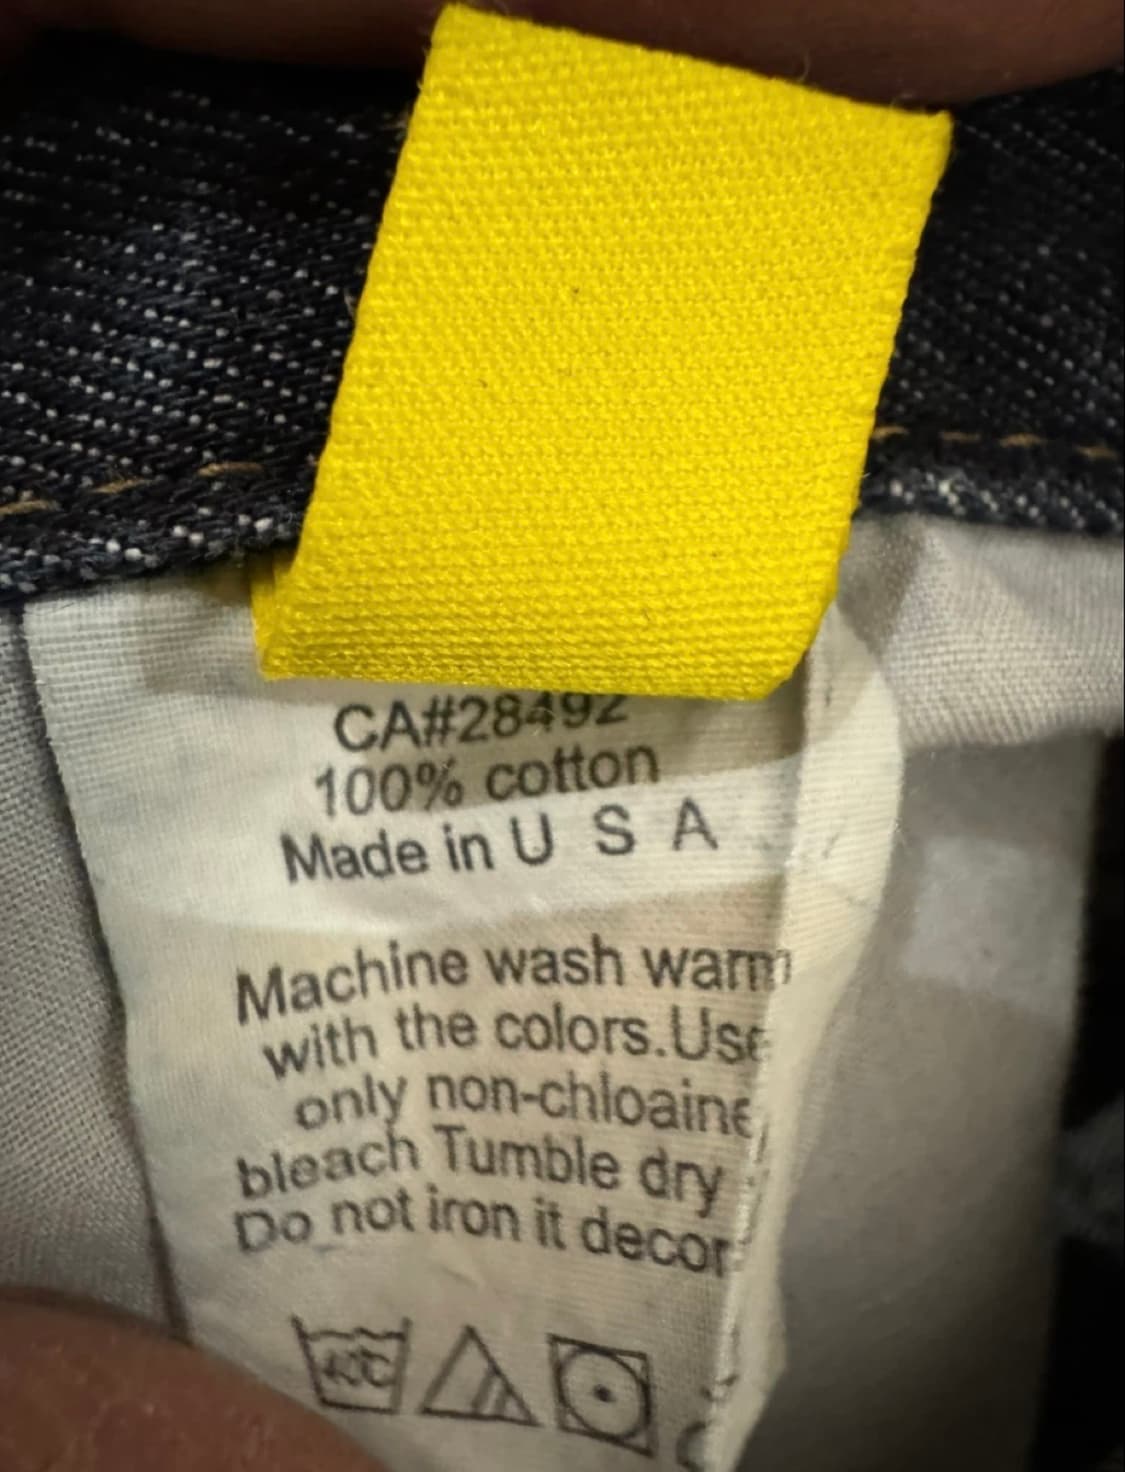 CA#28492
100% cotton
Made in U S A
Machine wash warm
with the colors.Use
only non-chloaine
bleach Tumble dry
Do not iron it decor
40C